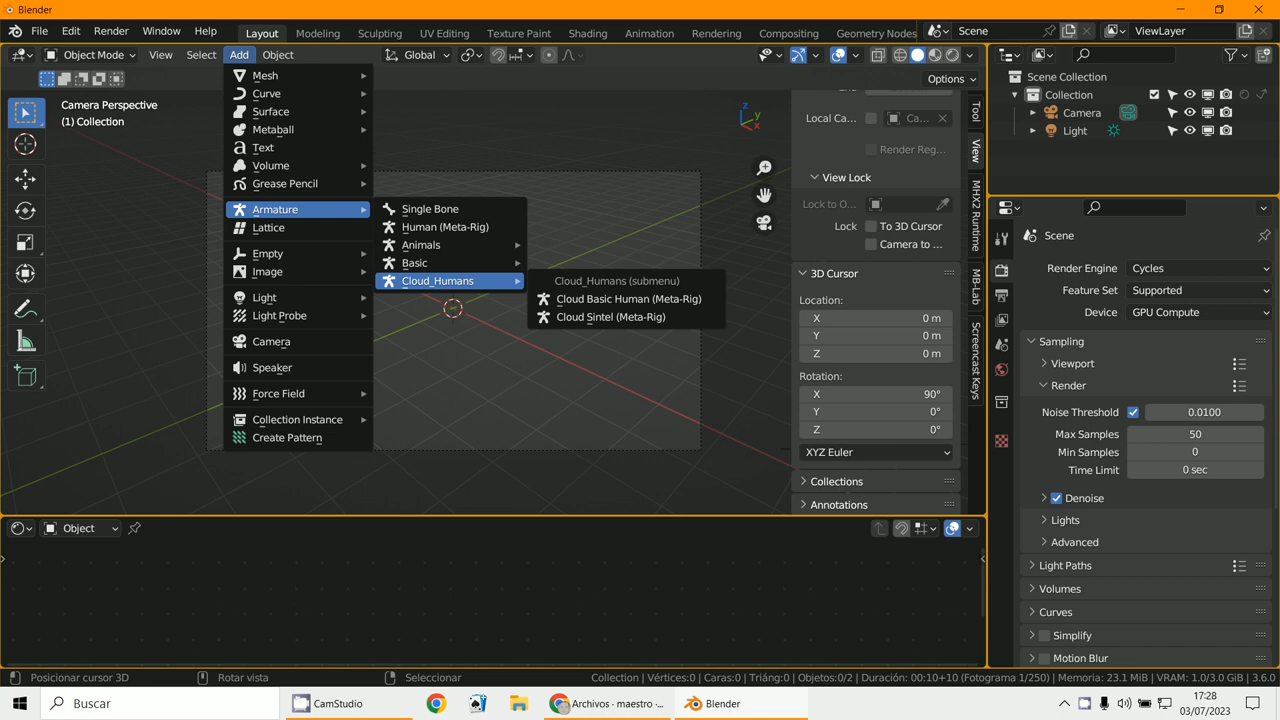 Blender
File Edit Render Window Help
Layout Modeling Sculpting UV Editing Texture Paint Shading Animation Rendering Compositing Geometry Nodes
Scene
ViewLayer
Object Mode View Select Add Object
Global
Options
Camera Perspective
(1) Collection
Mesh
Curve
Surface
Metaball
Text
Volume
Grease Pencil
Armature
Lattice
Empty
Image
Light
Light Probe
Camera
Speaker
Force Field
Collection Instance
Create Pattern
Single Bone
Human (Meta-Rig)
Animals
Basic
Cloud_Humans
Cloud_Humans (submenu)
Cloud Basic Human (Meta-Rig)
Cloud Sintel (Meta-Rig)
Z
Y
X
Local Ca...
Ca...
Render Reg...
View Lock
Lock to O...
Lock To 3D Cursor
Camera to ...
3D Cursor
Location:
X 0 m
Y 0 m
Z 0 m
Rotation:
X 90°
Y 0°
Z 0°
XYZ Euler
Collections
Annotations
Tool
View
MHX2 Runtime
MB-Lab
Screencast Keys
Scene Collection
Collection
Camera
Light
Scene
Render Engine Cycles
Feature Set Supported
Device GPU Compute
Sampling
Viewport
Render
Noise Threshold 0.0100
Max Samples 50
Min Samples 0
Time Limit 0 sec
Denoise
Lights
Advanced
Light Paths
Volumes
Curves
Simplify
Motion Blur
Object
Posicionar cursor 3D
Rotar vista
Seleccionar
Collection | Vértices:0 | Caras:0 | Triáng:0 | Objetos:0/2 | Duración: 00:10+10 (Fotograma 1/250) | Memoria: 23.1 MiB | VRAM: 1.0/3.0 GiB | 3.6.0
Buscar
CamStudio
Archivos · maestro ·...
Blender
17:28
03/07/2023